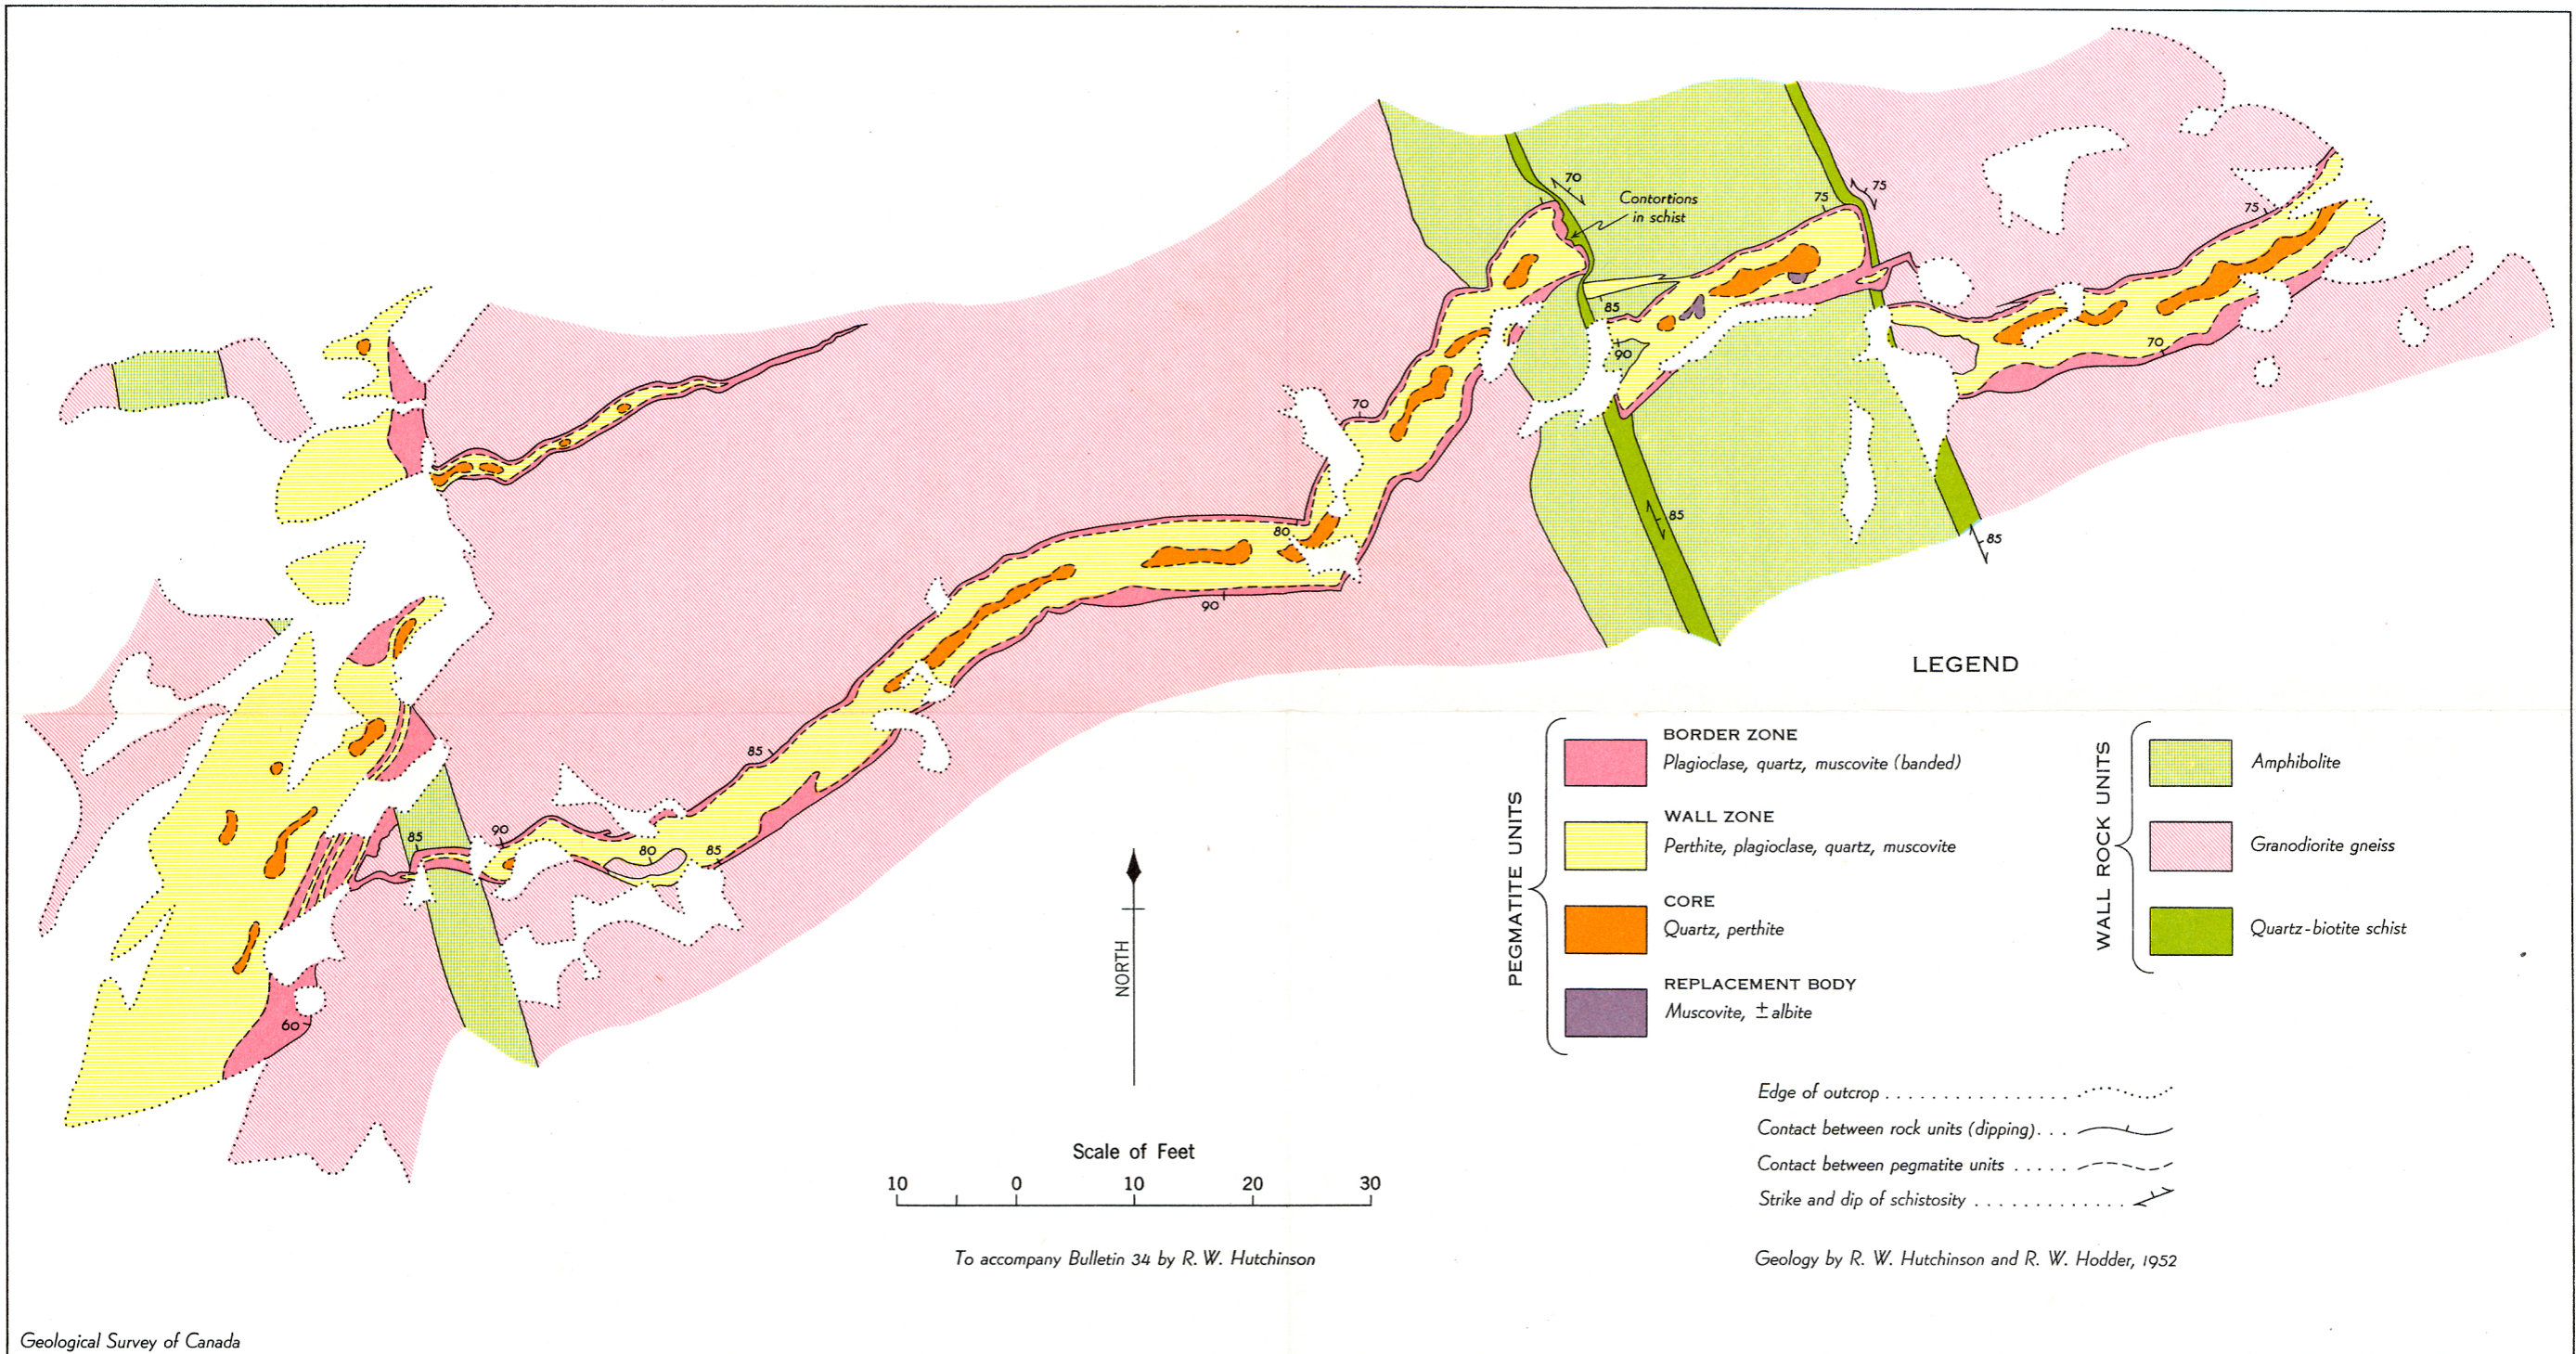 70
75
Contortions
in schist
75
75
85
90
70
70
80
85
85
90
85
85
90
80
85
60
LEGEND
PEGMATITE UNITS
BORDER ZONE
Plagioclase, quartz, muscovite (banded)
WALL ZONE
Perthite, plagioclase, quartz, muscovite
CORE
Quartz, perthite
REPLACEMENT BODY
Muscovite, ± albite
WALL ROCK UNITS
Amphibolite
Granodiorite gneiss
Quartz-biotite schist
NORTH
Edge of outcrop
Contact between rock units (dipping)
Contact between pegmatite units
Strike and dip of schistosity
Scale of Feet
10 0 10 20 30
To accompany Bulletin 34 by R. W. Hutchinson
Geology by R. W. Hutchinson and R. W. Hodder, 1952
Geological Survey of Canada